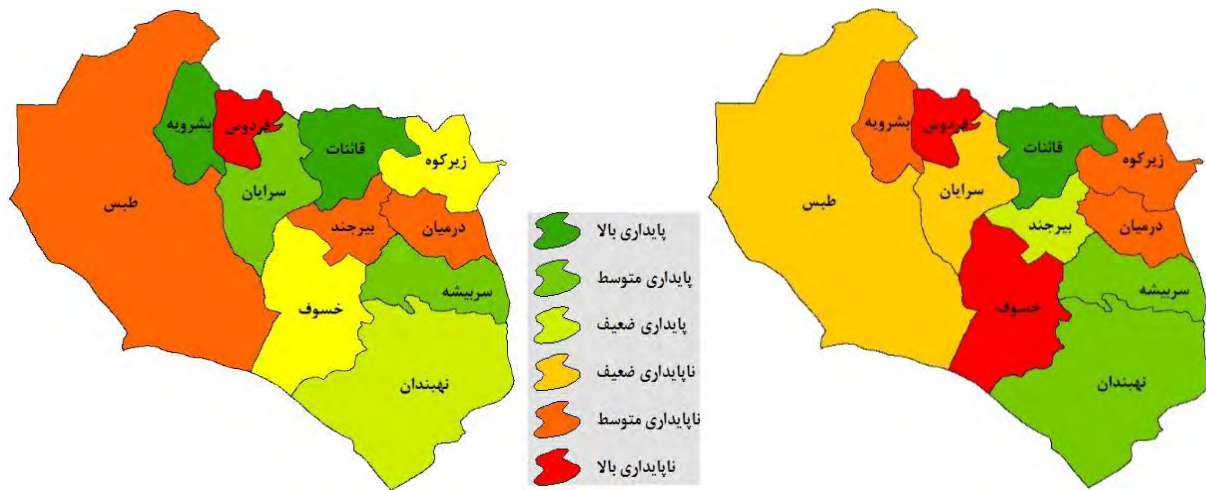 بشرویه
فردوس
قائنات
زیرکوه
سرایان
طبس
بیرجند
درمیان
سربیشه
خسوف
نهبندان
پایداری بالا
پایداری متوسط
پایداری ضعیف
ناپایداری ضعیف
ناپایداری متوسط
ناپایداری بالا
بشرویه
فردوس
قائنات
زیرکوه
سرایان
طبس
بیرجند
درمیان
سربیشه
خسوف
نهبندان